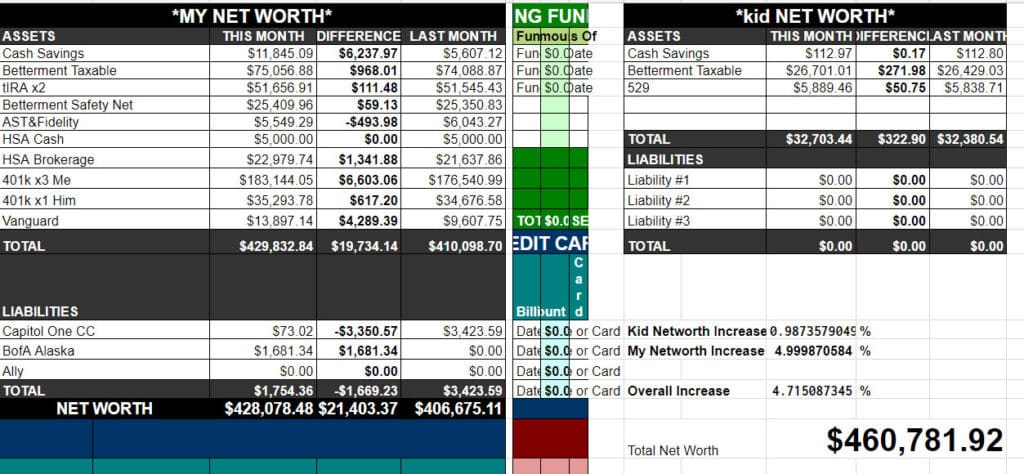 *MY NET WORTH*
ASSETS THIS MONTH DIFFERENCE LAST MONTH
Cash Savings $11,845.09 $6,237.97 $5,607.12
Betterment Taxable $75,056.88 $968.01 $74,088.87
tIRA x2 $51,656.91 $111.48 $51,545.43
Betterment Safety Net $25,409.96 $59.13 $25,350.83
AST&Fidelity $5,549.29 -$493.98 $6,043.27
HSA Cash $5,000.00 $0.00 $5,000.00
HSA Brokerage $22,979.74 $1,341.88 $21,637.86
401k x3 Me $183,144.05 $6,603.06 $176,540.99
401k x1 Him $35,293.78 $617.20 $34,676.58
Vanguard $13,897.14 $4,289.39 $9,607.75
TOTAL $429,832.84 $19,734.14 $410,098.70
LIABILITIES
Capitol One CC $73.02 -$3,350.57 $3,423.59
BofA Alaska $1,681.34 $1,681.34 $0.00
Ally $0.00 $0.00 $0.00
TOTAL $1,754.36 -$1,669.23 $3,423.59
NET WORTH $428,078.48 $21,403.37 $406,675.11
NG FUN
Fun mou s Of
Fun $0.0 Date
Fun $0.0 Date
Fun $0.0 Date
TOT $0.0 SE
EDIT CAR
Card
Billi ount
Date $0.0 e or Card
Date $0.0 e or Card
Date $0.0 e or Card
Date $0.0 e or Card
*kid NET WORTH*
ASSETS THIS MONTH DIFFERENC LAST MONTH
Cash Savings $112.97 $0.17 $112.80
Betterment Taxable $26,701.01 $271.98 $26,429.03
529 $5,889.46 $50.75 $5,838.71
TOTAL $32,703.44 $322.90 $32,380.54
LIABILITIES
Liability #1 $0.00 $0.00 $0.00
Liability #2 $0.00 $0.00 $0.00
Liability #3 $0.00 $0.00 $0.00
TOTAL $0.00 $0.00 $0.00
Kid Networth Increase 0.9873579049 %
My Networth Increase 4.999870584 %
Overall Increase 4.715087345 %
Total Net Worth $460,781.92